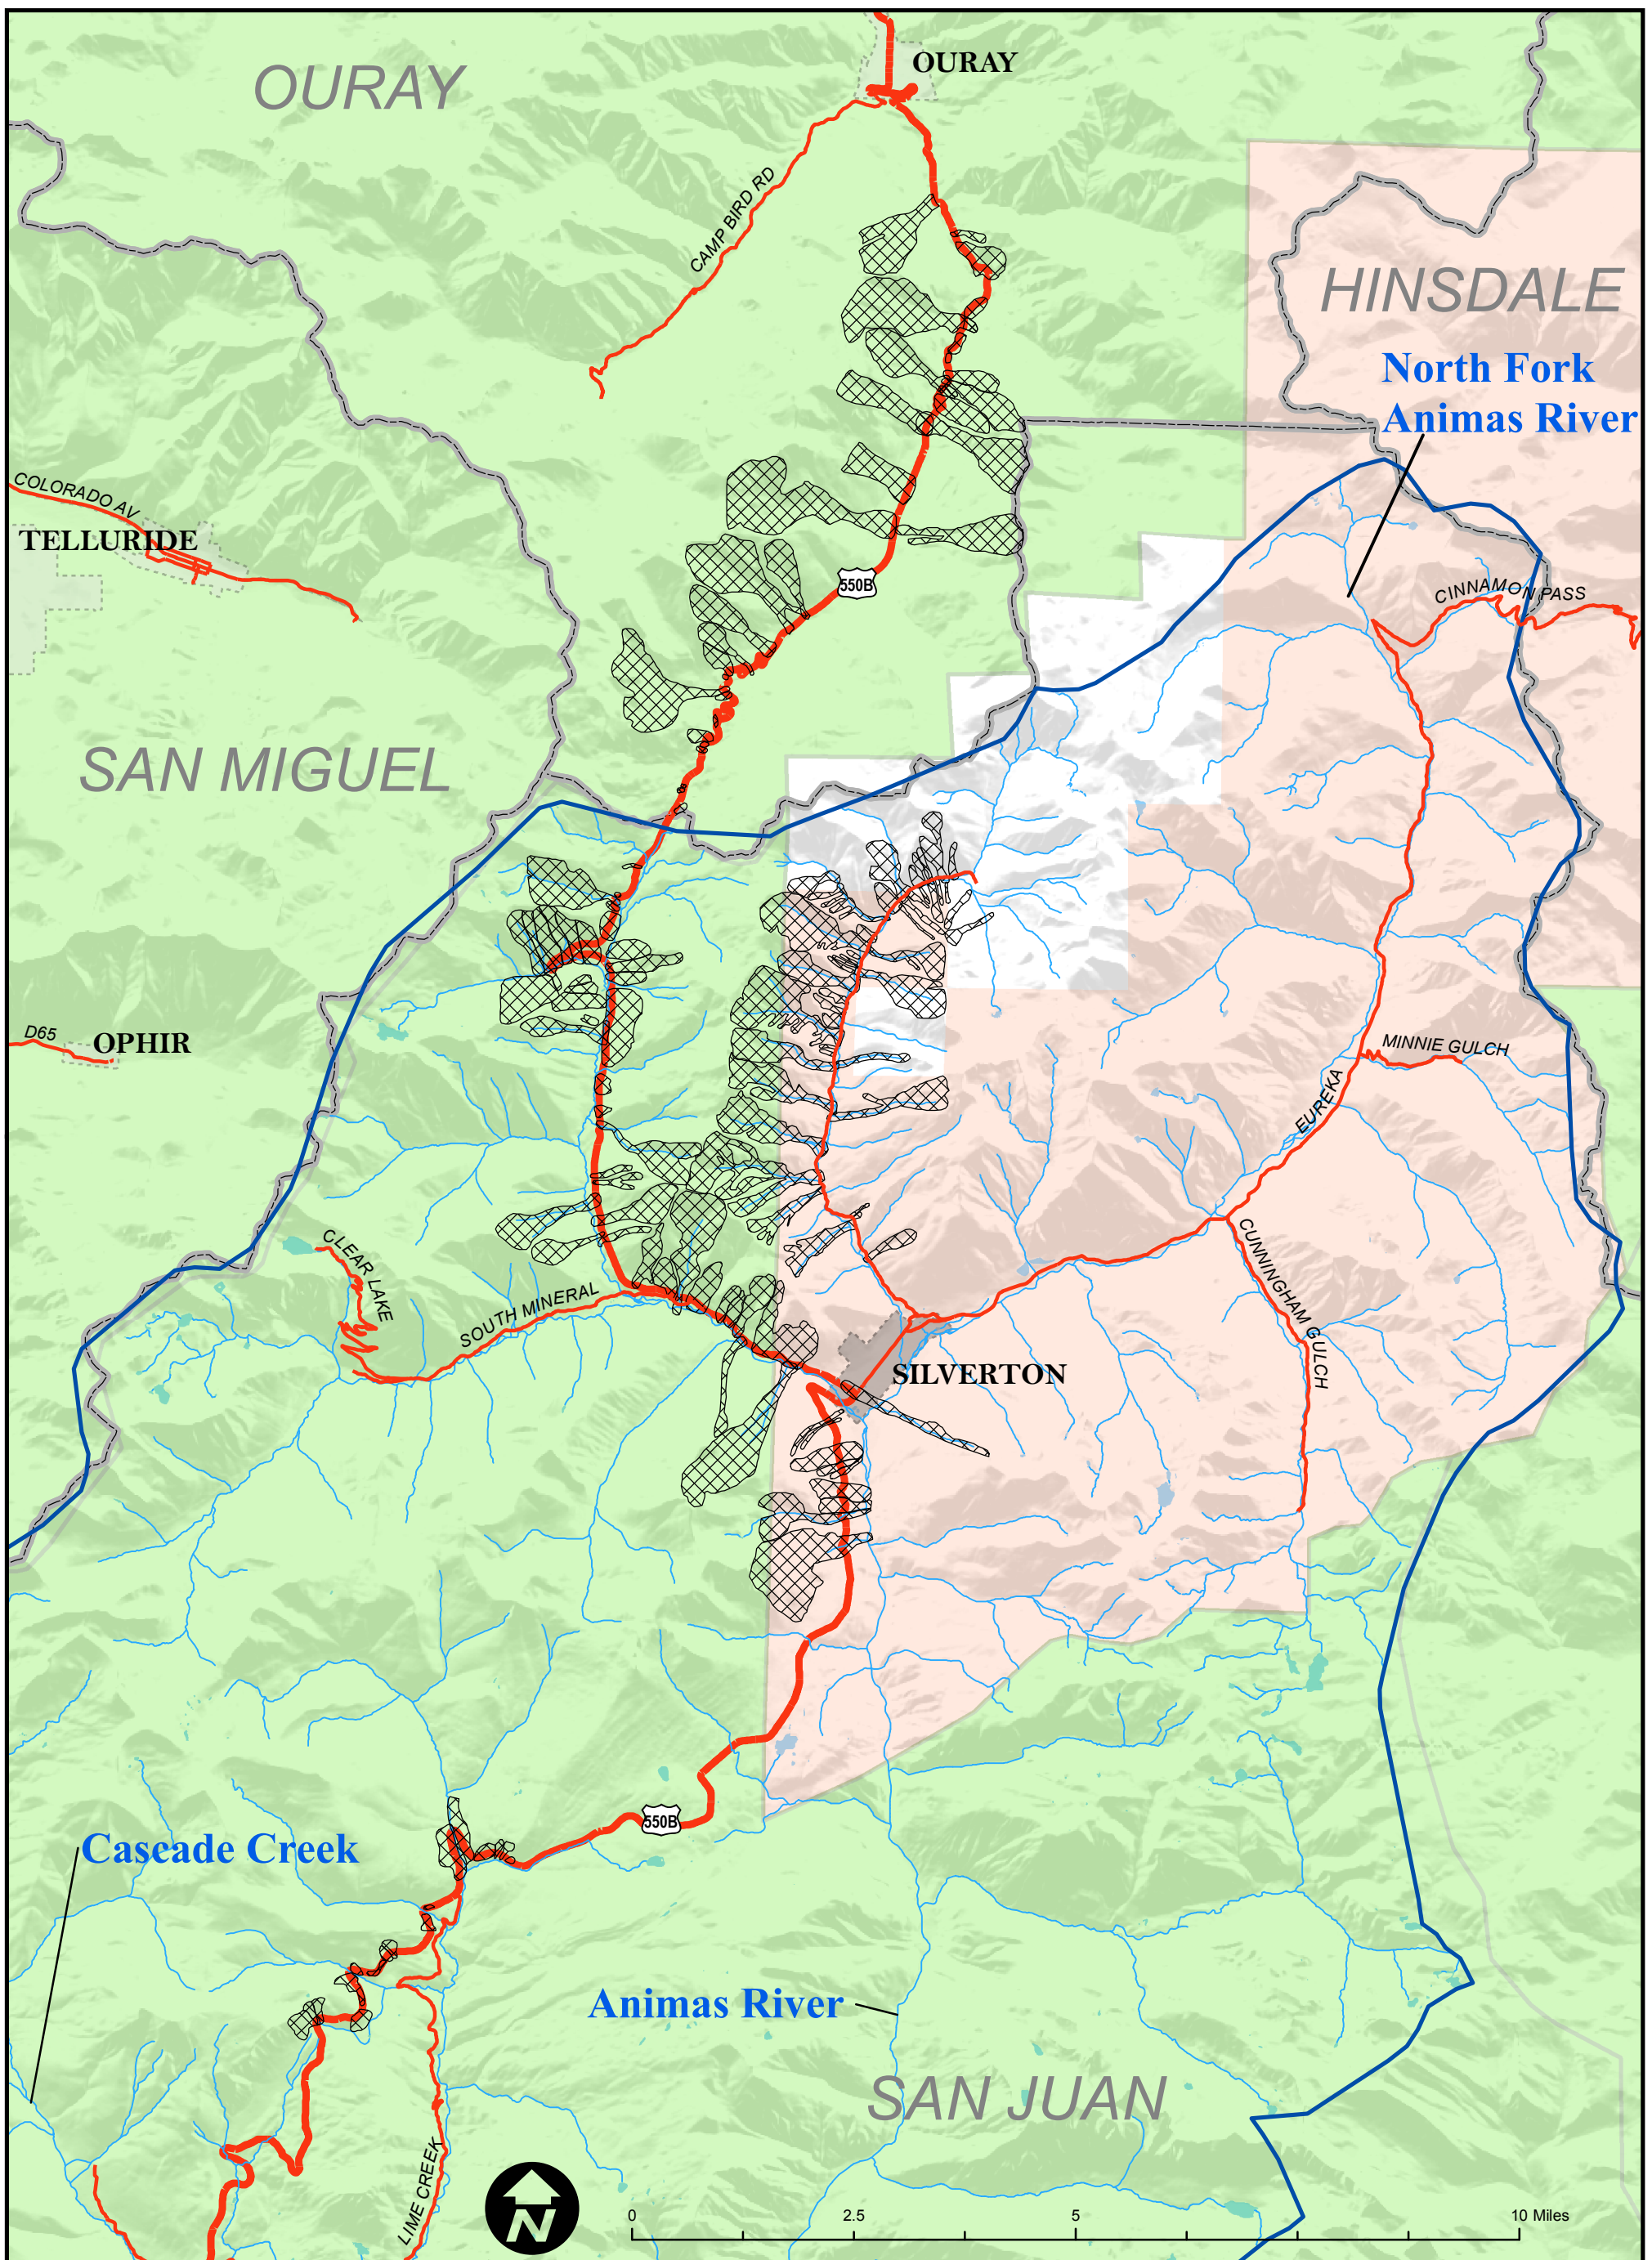 OURAY
OURAY
CAMP BIRD RD
HINSDALE
North Fork
Animas River
COLORADO AV
TELLURIDE
550B
CINNAMON PASS
SAN MIGUEL
D65
OPHIR
MINNIE GULCH
EUREKA
CLEAR LAKE
SOUTH MINERAL
CUNNINGHAM GULCH
SILVERTON
550B
Cascade Creek
Animas River
SAN JUAN
LIME CREEK
N
0 2.5 5 10 Miles